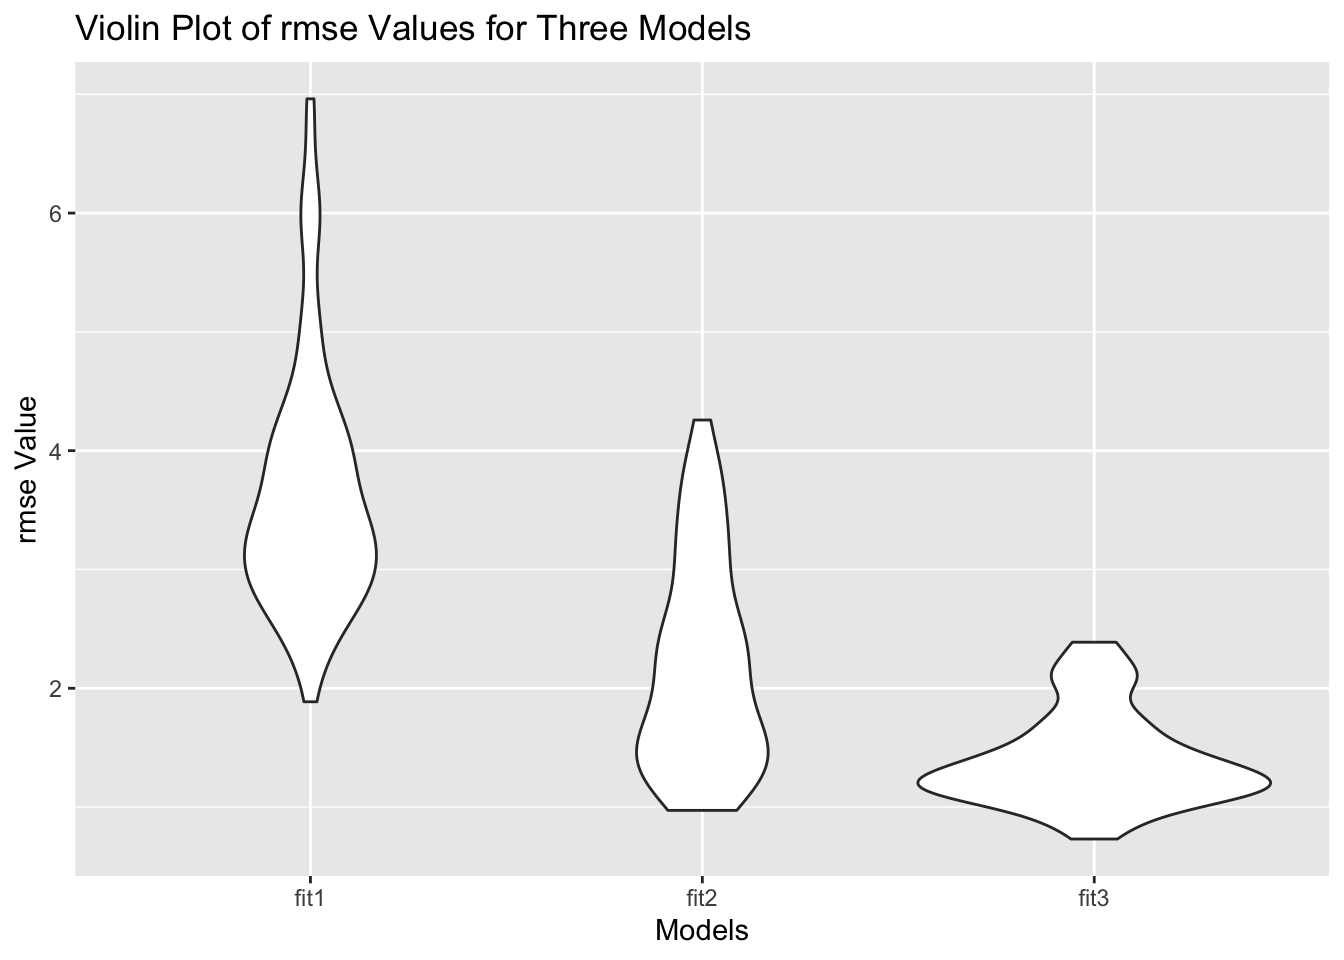 Violin Plot of rmse Values for Three Models
rmse Value
6
4
2
fit1
fit2
fit3
Models